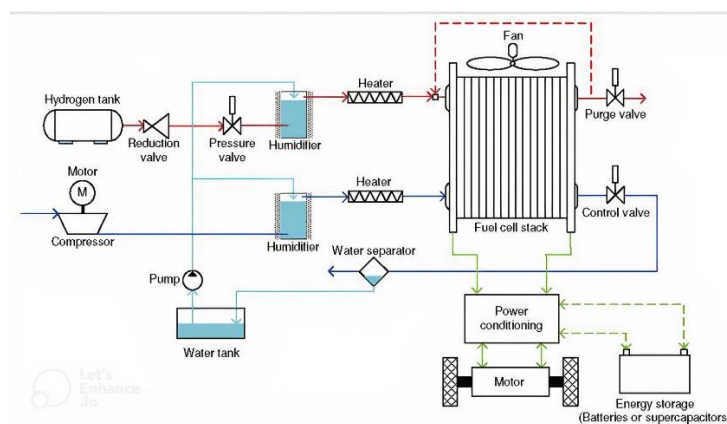 Fan
Hydrogen tank
Heater
Reduction
valve
Pressure
valve
Humidifier
Purge valve
Motor
M
Compressor
Heater
Humidifier
Fuel cell stack
Control valve
Water separator
Pump
Water tank
Power
conditioning
Motor
Energy storage
(Batteries or supercapacitors
Let's
Enhance
.io